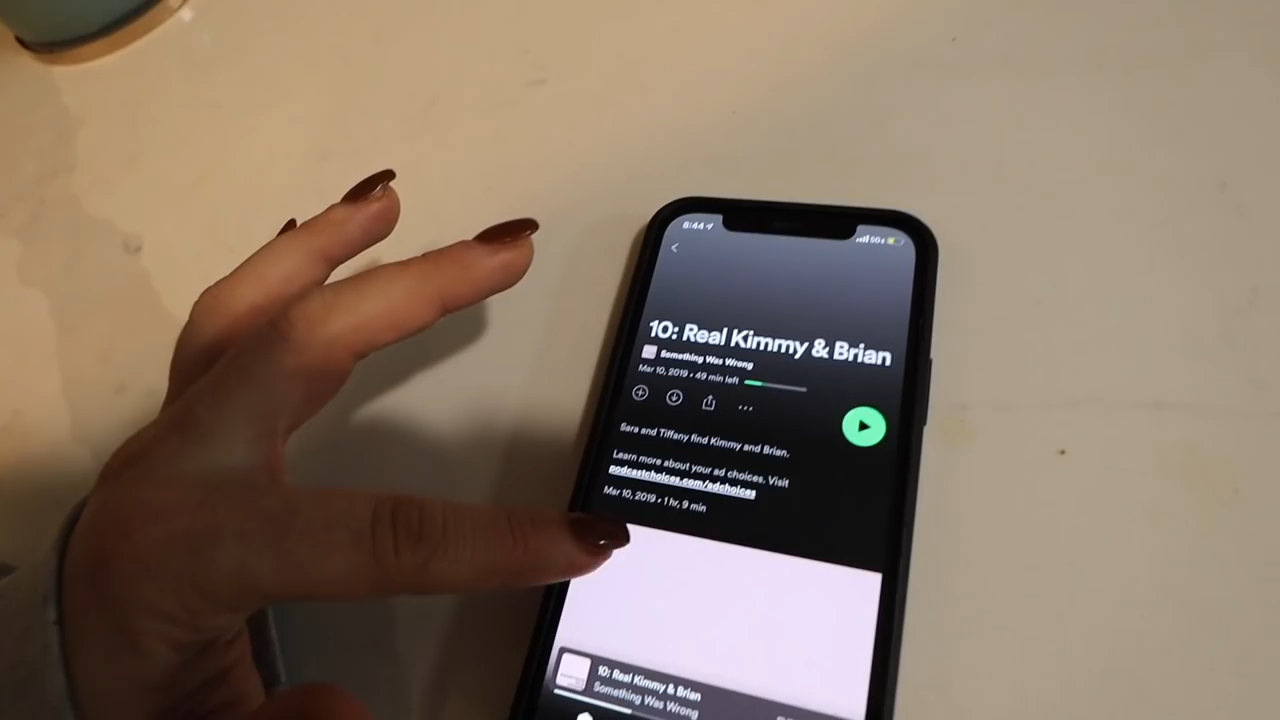 6:44
5G
10: Real Kimmy & Brian
Something Was Wrong
Mar 10, 2019 • 49 min left
Sara and Tiffany find Kimmy and Brian.
Learn more about your ad choices. Visit
podcastchoices.com/adchoices
Mar 10, 2019 • 1 hr, 9 min
10: Real Kimmy & Brian
Something Was Wrong